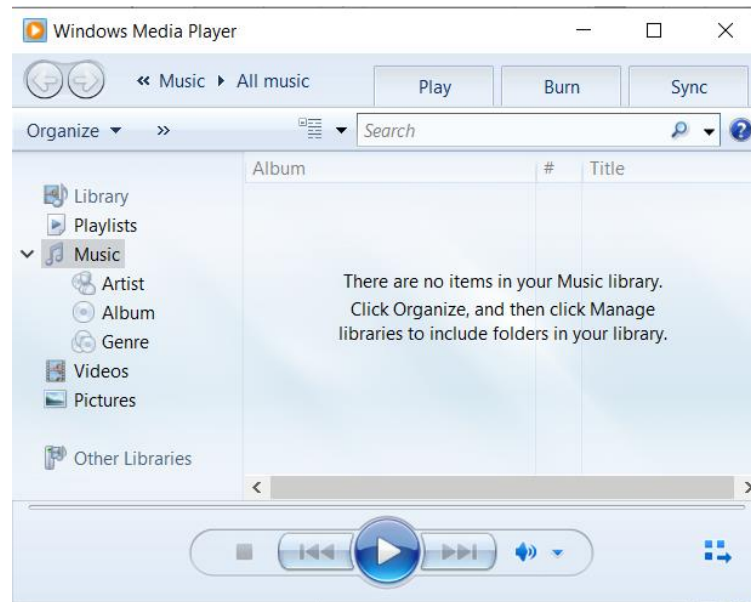 Windows Media Player
« Music ▸ All music
Play
Burn
Sync
Organize
»
Search
Album # Title
Library
Playlists
Music
Artist
Album
Genre
Videos
Pictures
Other Libraries
There are no items in your Music library.
Click Organize, and then click Manage
libraries to include folders in your library.